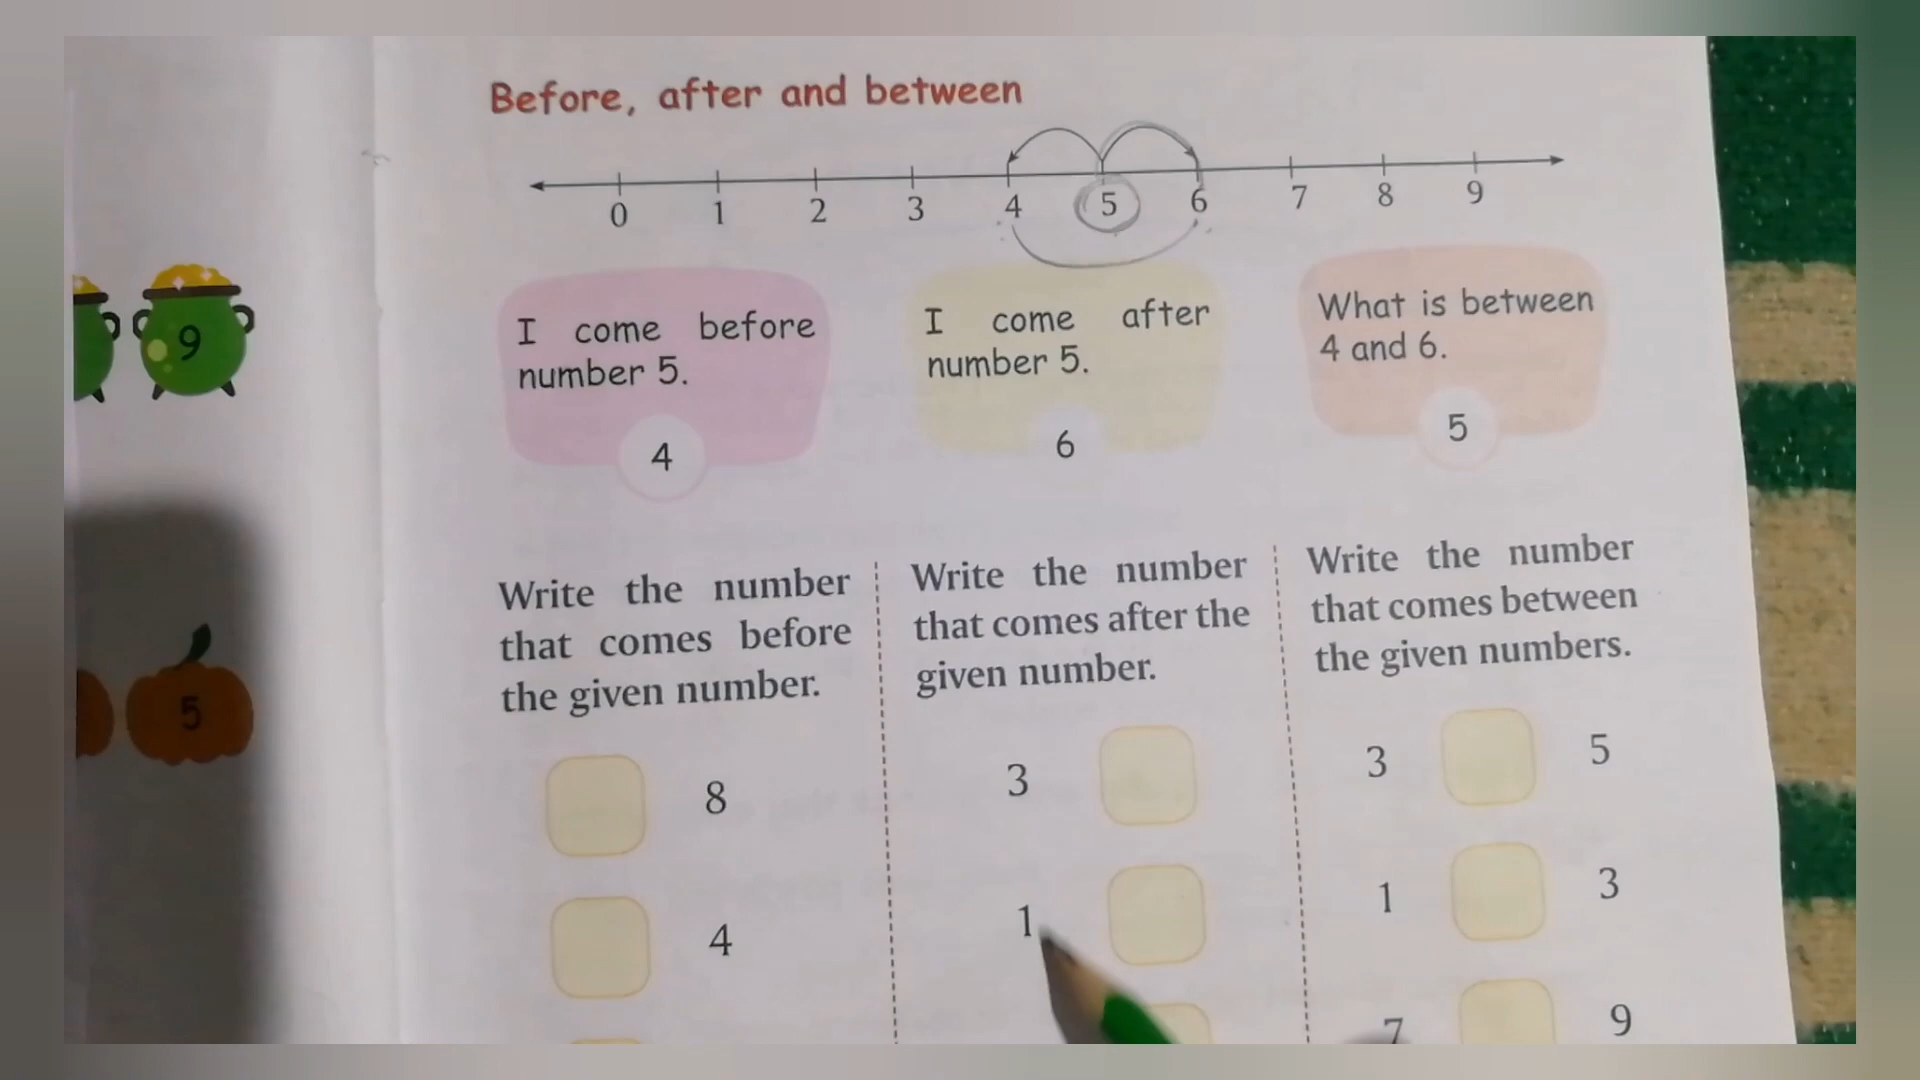 Before, after and between
0 1 2 3 4 5 6 7 8 9
9
I come before
number 5.
4
I come after
number 5.
6
What is between
4 and 6.
5
5
Write the number
that comes before
the given number.
8
4
Write the number
that comes after the
given number.
3
1
Write the number
that comes between
the given numbers.
3 5
1 3
7 9